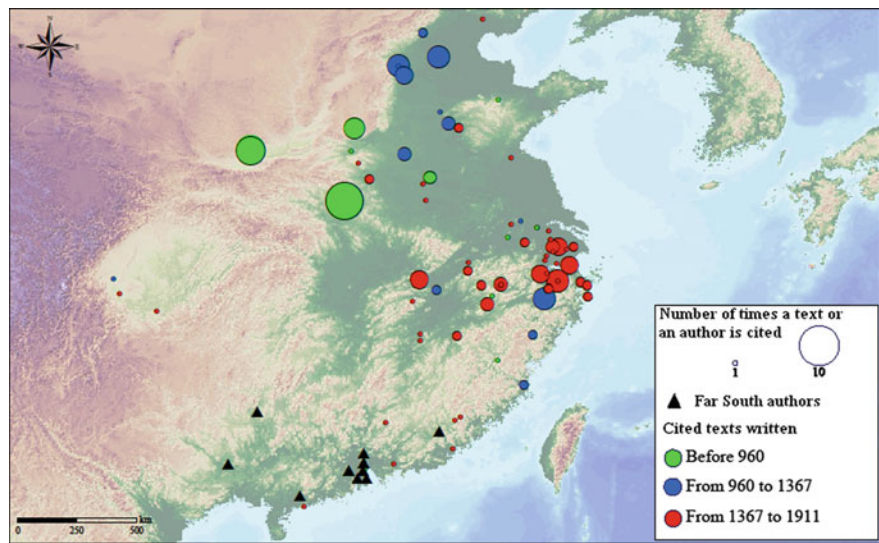 N
W
E
S
Number of times a text or
an author is cited
1
10
Far South authors
Cited texts written
Before 960
From 960 to 1367
From 1367 to 1911
km
0 250 500